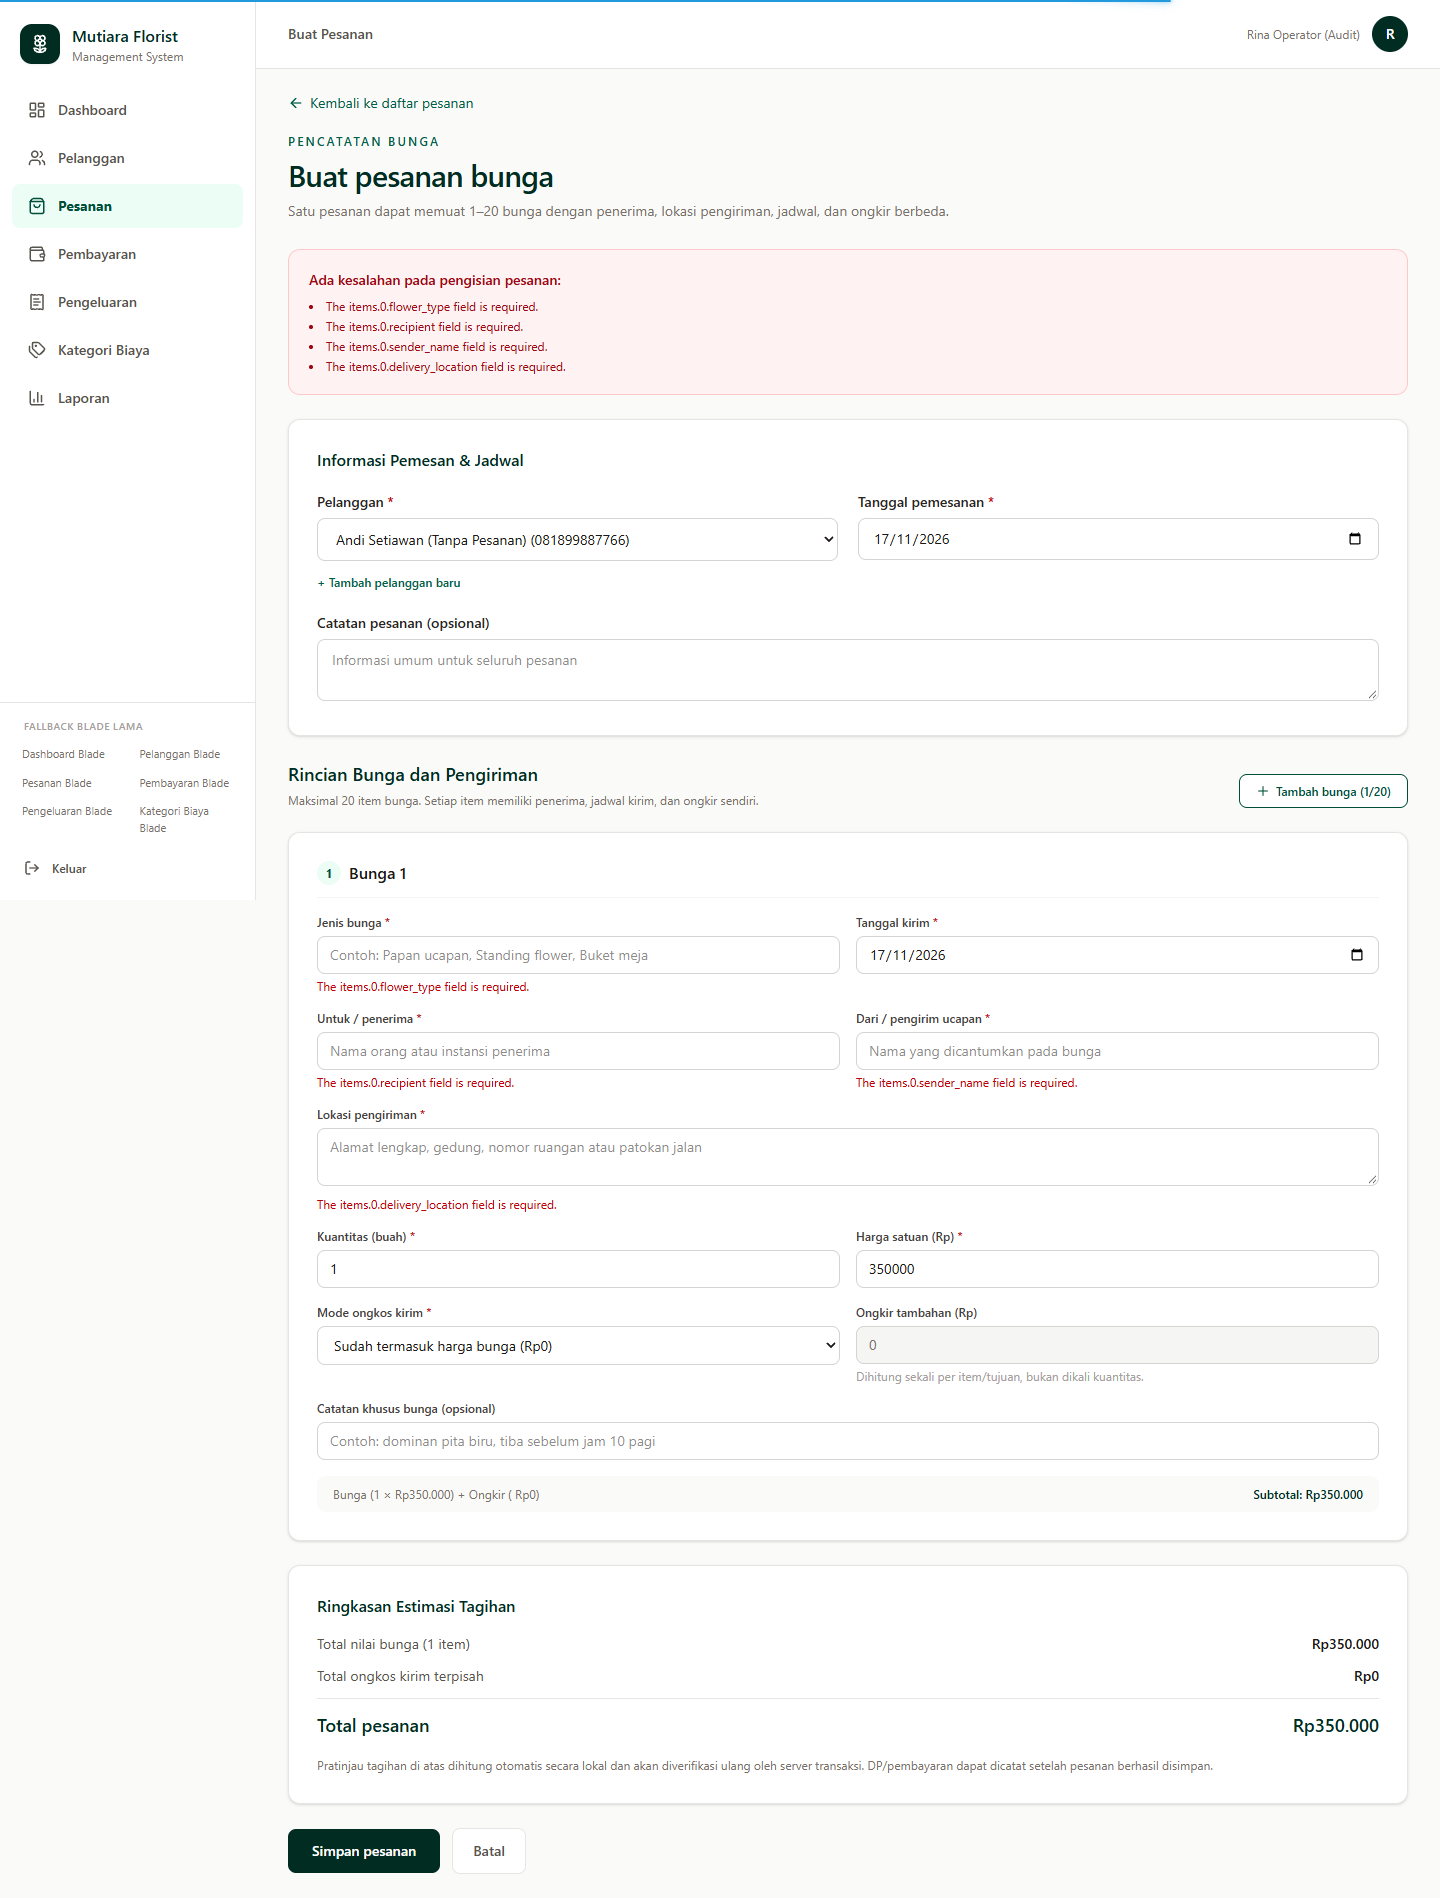 Mutiara Florist
Management System
Dashboard
Pelanggan
Pesanan
Pembayaran
Pengeluaran
Kategori Biaya
Laporan
FALLBACK BLADE LAMA
Dashboard Blade
Pelanggan Blade
Pesanan Blade
Pembayaran Blade
Pengeluaran Blade
Kategori Biaya
Blade
Keluar
Buat Pesanan
Rina Operator (Audit)
R
Kembali ke daftar pesanan
PENCATATAN BUNGA
Buat pesanan bunga
Satu pesanan dapat memuat 1–20 bunga dengan penerima, lokasi pengiriman, jadwal, dan ongkir berbeda.
Ada kesalahan pada pengisian pesanan:
• The items.0.flower_type field is required.
• The items.0.recipient field is required.
• The items.0.sender_name field is required.
• The items.0.delivery_location field is required.
Informasi Pemesan & Jadwal
Pelanggan *
Tanggal pemesanan *
Andi Setiawan (Tanpa Pesanan) (081899887766)
17/11/2026
+ Tambah pelanggan baru
Catatan pesanan (opsional)
Informasi umum untuk seluruh pesanan
Rincian Bunga dan Pengiriman
Maksimal 20 item bunga. Setiap item memiliki penerima, jadwal kirim, dan ongkir sendiri.
+ Tambah bunga (1/20)
1 Bunga 1
Jenis bunga *
Tanggal kirim *
Contoh: Papan ucapan, Standing flower, Buket meja
17/11/2026
The items.0.flower_type field is required.
Untuk / penerima *
Dari / pengirim ucapan *
Nama orang atau instansi penerima
Nama yang dicantumkan pada bunga
The items.0.recipient field is required.
The items.0.sender_name field is required.
Lokasi pengiriman *
Alamat lengkap, gedung, nomor ruangan atau patokan jalan
The items.0.delivery_location field is required.
Kuantitas (buah) *
Harga satuan (Rp) *
1
350000
Mode ongkos kirim *
Ongkir tambahan (Rp)
Sudah termasuk harga bunga (Rp0)
0
Dihitung sekali per item/tujuan, bukan dikali kuantitas.
Catatan khusus bunga (opsional)
Contoh: dominan pita biru, tiba sebelum jam 10 pagi
Bunga (1 × Rp350.000) + Ongkir ( Rp0)
Subtotal: Rp350.000
Ringkasan Estimasi Tagihan
Total nilai bunga (1 item)
Rp350.000
Total ongkos kirim terpisah
Rp0
Total pesanan
Rp350.000
Pratinjau tagihan di atas dihitung otomatis secara lokal dan akan diverifikasi ulang oleh server transaksi. DP/pembayaran dapat dicatat setelah pesanan berhasil disimpan.
Simpan pesanan
Batal